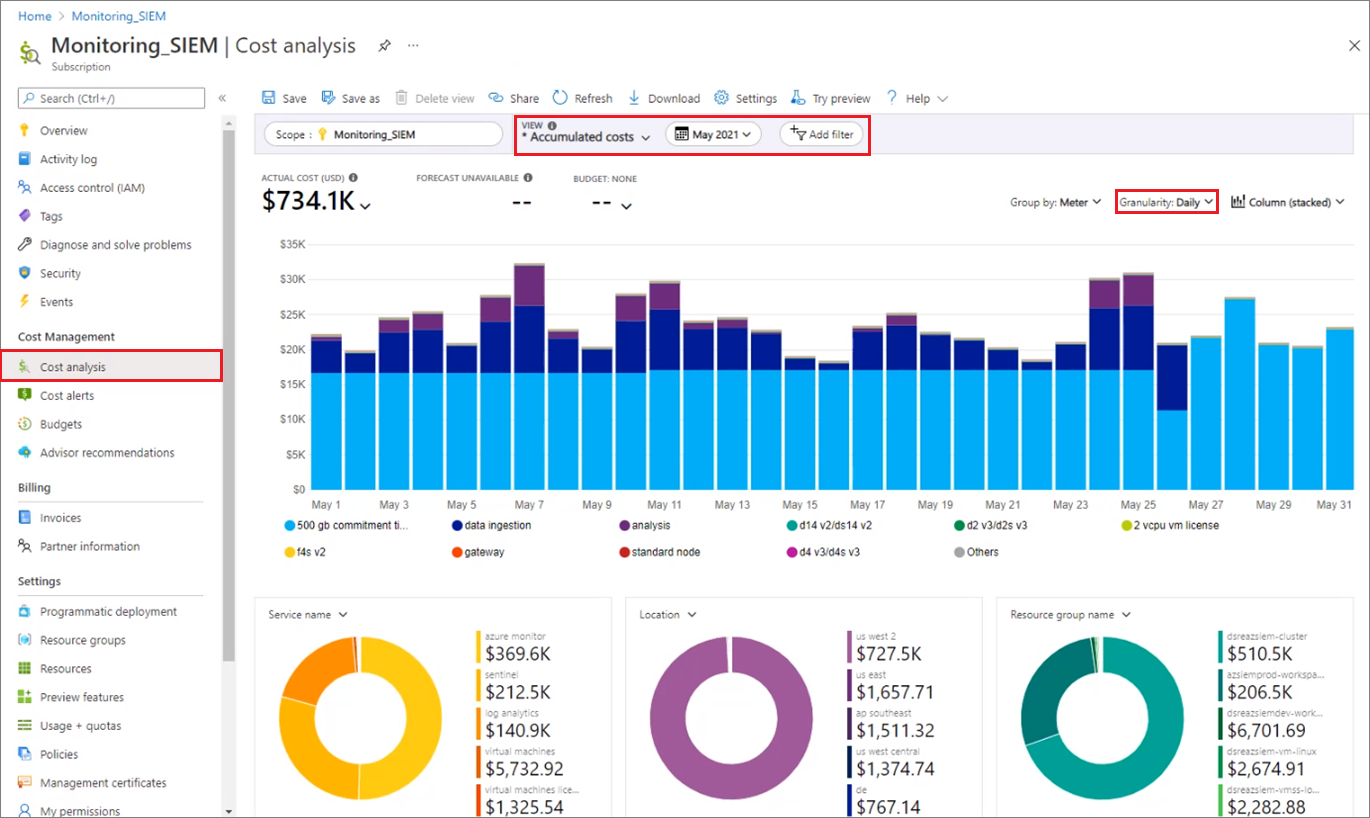 Home > Monitoring_SIEM
Monitoring_SIEM | Cost analysis
Subscription
Search (Ctrl+/)
Overview
Activity log
Access control (IAM)
Tags
Diagnose and solve problems
Security
Events
Cost Management
Cost analysis
Cost alerts
Budgets
Advisor recommendations
Billing
Invoices
Partner information
Settings
Programmatic deployment
Resource groups
Resources
Preview features
Usage + quotas
Policies
Management certificates
My permissions
Save Save as Delete view Share Refresh Download Settings Try preview Help
Scope : Monitoring_SIEM
VIEW
* Accumulated costs
May 2021
Add filter
ACTUAL COST (USD)
$734.1K
FORECAST UNAVAILABLE
--
BUDGET: NONE
--
Group by: Meter
Granularity: Daily
Column (stacked)
$35K
$30K
$25K
$20K
$15K
$10K
$5K
$0
May 1 May 3 May 5 May 7 May 9 May 11 May 13 May 15 May 17 May 19 May 21 May 23 May 25 May 27 May 29 May 31
500 gb commitment ti... data ingestion analysis d14 v2/ds14 v2 d2 v3/d2s v3 2 vcpu vm license
f4s v2 gateway standard node d4 v3/d4s v3 Others
Service name
azure monitor
$369.6K
sentinel
$212.5K
log analytics
$140.9K
virtual machines
$5,732.92
virtual machines lice...
$1,325.54
Location
us west 2
$727.5K
us east
$1,657.71
ap southeast
$1,511.32
us west central
$1,374.74
de
$767.14
Resource group name
dsreazsiem-cluster
$510.5K
azsiemprod-workspa...
$206.5K
dsreazsiemdev-work...
$6,701.69
dsreazsiem-vm-linux
$2,674.91
dsreazsiem-vmss-lo...
$2,282.88